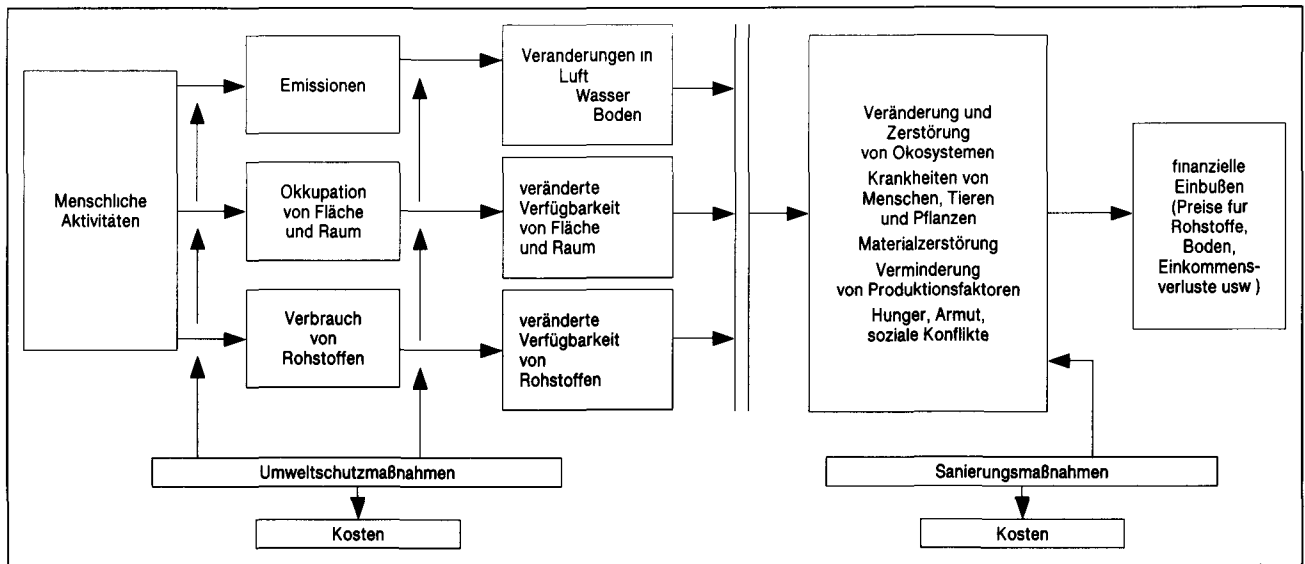 Menschliche
Aktivitäten
Emissionen
Okkupation
von Fläche
und Raum
Verbrauch
von
Rohstoffen
Veranderungen in
Luft
Wasser
Boden
veränderte
Verfügbarkeit
von Fläche
und Raum
veränderte
Verfügbarkeit
von
Rohstoffen
Veränderung und
Zerstörung
von Okosystemen
Krankheiten von
Menschen, Tieren
und Pflanzen
Materialzerstörung
Verminderung
von Produktionsfaktoren
Hunger, Armut,
soziale Konflikte
finanzielle
Einbußen
(Preise fur
Rohstoffe,
Boden,
Einkommens-
verluste usw )
Umweltschutzmaßnahmen
Kosten
Sanierungsmaßnahmen
Kosten